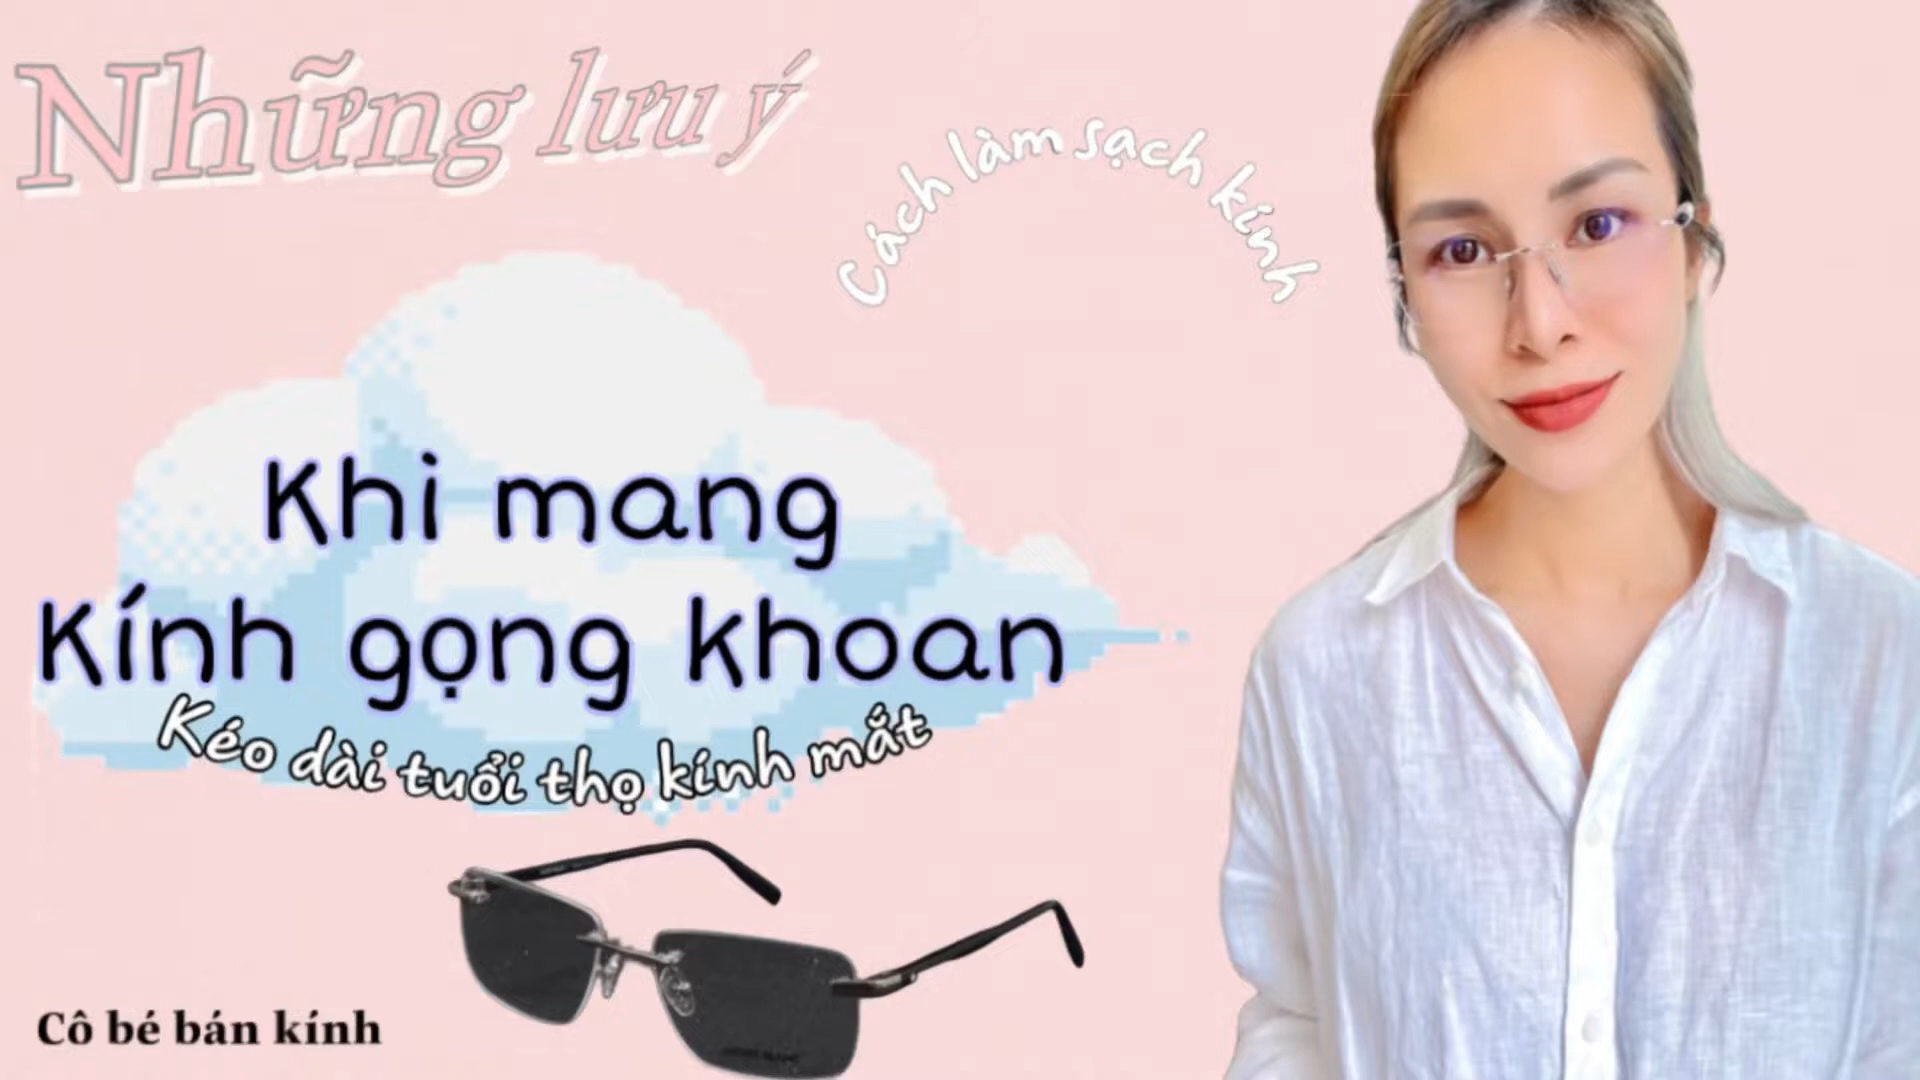 Những lưu ý
Cách làm sạch kính
Khi mang
Kính gọng khoan
Kéo dài tuổi thọ kính mắt
Cô bé bán kính